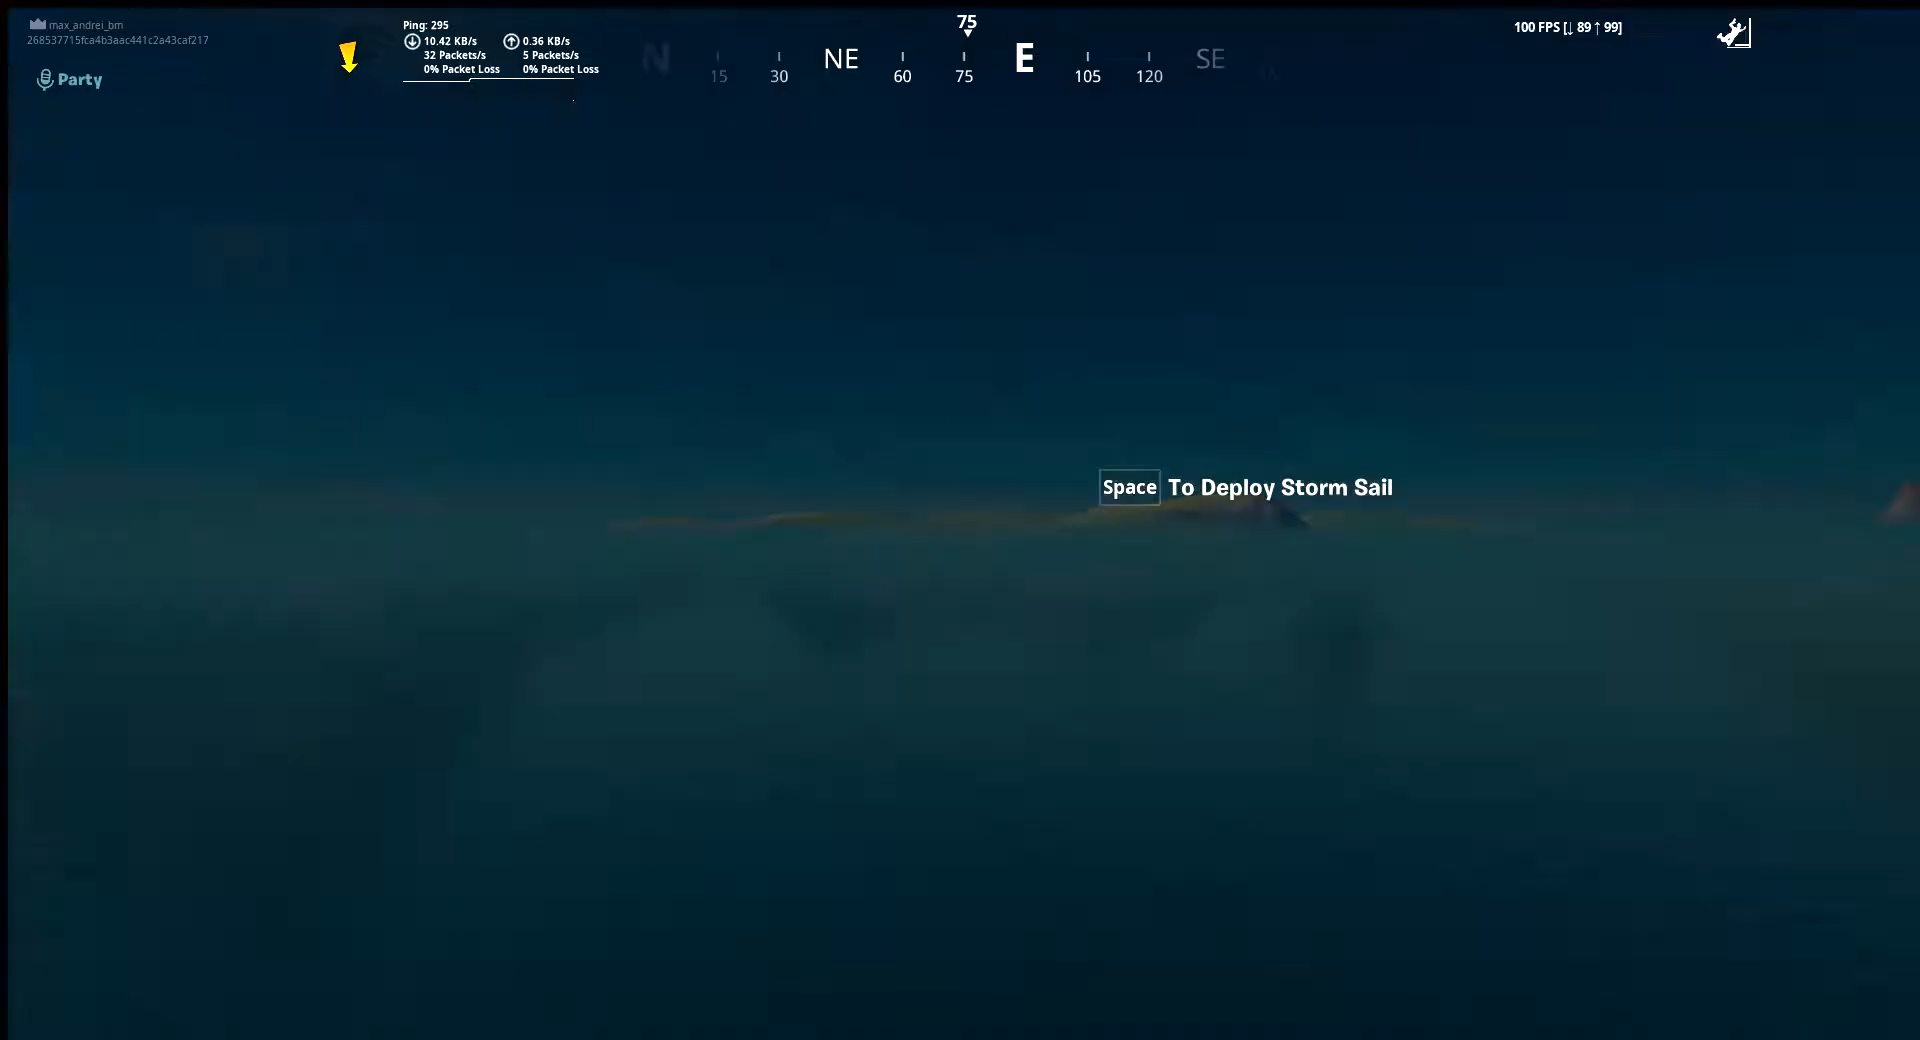 max_andrei_bm
268537715fca4b3aac441c2a43caf217
Party
Ping: 295
10.42 KB/s 0.36 KB/s
32 Packets/s 5 Packets/s
0% Packet Loss 0% Packet Loss
75
N 15 30 NE 60 75 E 105 120 SE
100 FPS [↓ 89 ↑ 99]
Space To Deploy Storm Sail